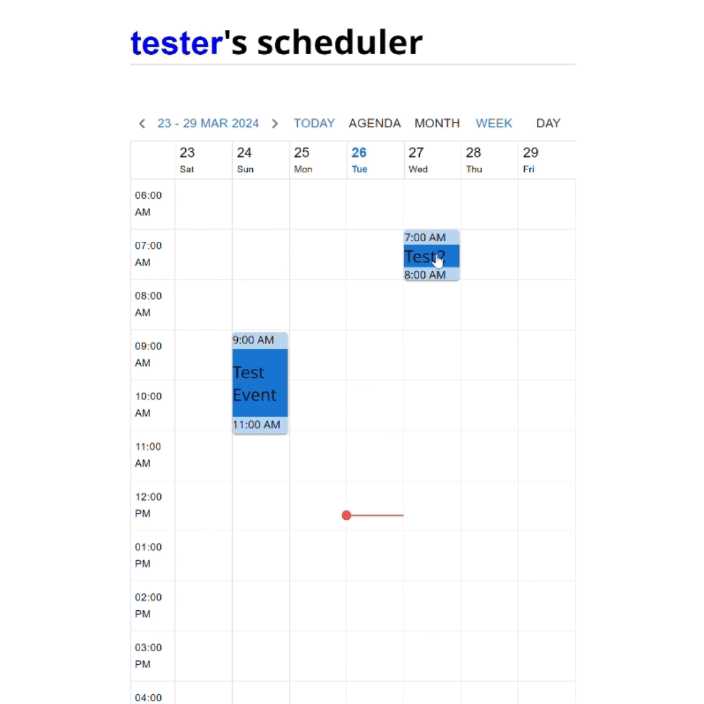 tester's scheduler
23 - 29 MAR 2024 TODAY AGENDA MONTH WEEK DAY
23 24 25 26 27 28 29
Sat Sun Mon Tue Wed Thu Fri
06:00
AM
7:00 AM
07:00
AM
Test?
8:00 AM
08:00
AM
9:00 AM
09:00
AM
Test
Event
10:00
AM
11:00 AM
11:00
AM
12:00
PM
01:00
PM
02:00
PM
03:00
PM
04:00